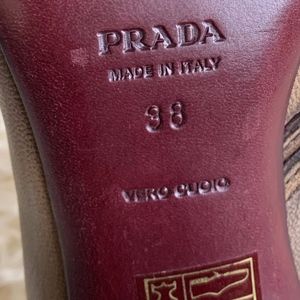 PRADA
MADE IN ITALY
38
VERO CUOIO